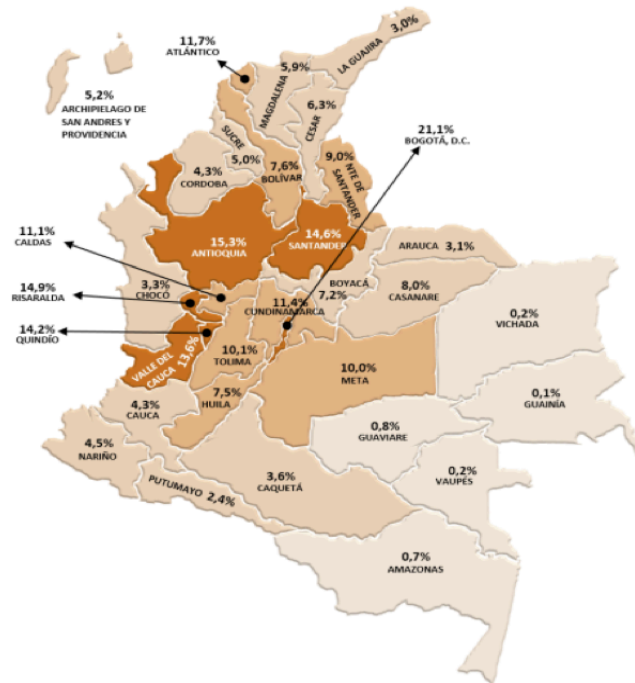 11,7%
ATLÁNTICO
5,9%
MAGDALENA
3,0%
LA GUAJIRA
5,2%
ARCHIPIELAGO DE
SAN ANDRES Y
PROVIDENCIA
6,3%
CESAR
21,1%
BOGOTÁ, D.C.
SUCRE
5,0%
4,3%
CORDOBA
7,6%
BOLÍVAR
9,0%
NTE DE
SANTANDER
11,1%
CALDAS
15,3%
ANTIOQUIA
14,6%
SANTANDER
ARAUCA 3,1%
14,9%
RISARALDA
3,3%
CHOCÓ
BOYACÁ
7,2%
8,0%
CASANARE
11,4%
CUNDINAMARCA
0,2%
VICHADA
14,2%
QUINDÍO
VALLE DEL
CAUCA
13,6%
10,1%
TOLIMA
10,0%
META
0,1%
GUAINÍA
4,3%
CAUCA
7,5%
HUILA
0,8%
GUAVIARE
4,5%
NARIÑO
3,6%
CAQUETÁ
0,2%
VAUPÉS
PUTUMAYO 2,4%
0,7%
AMAZONAS